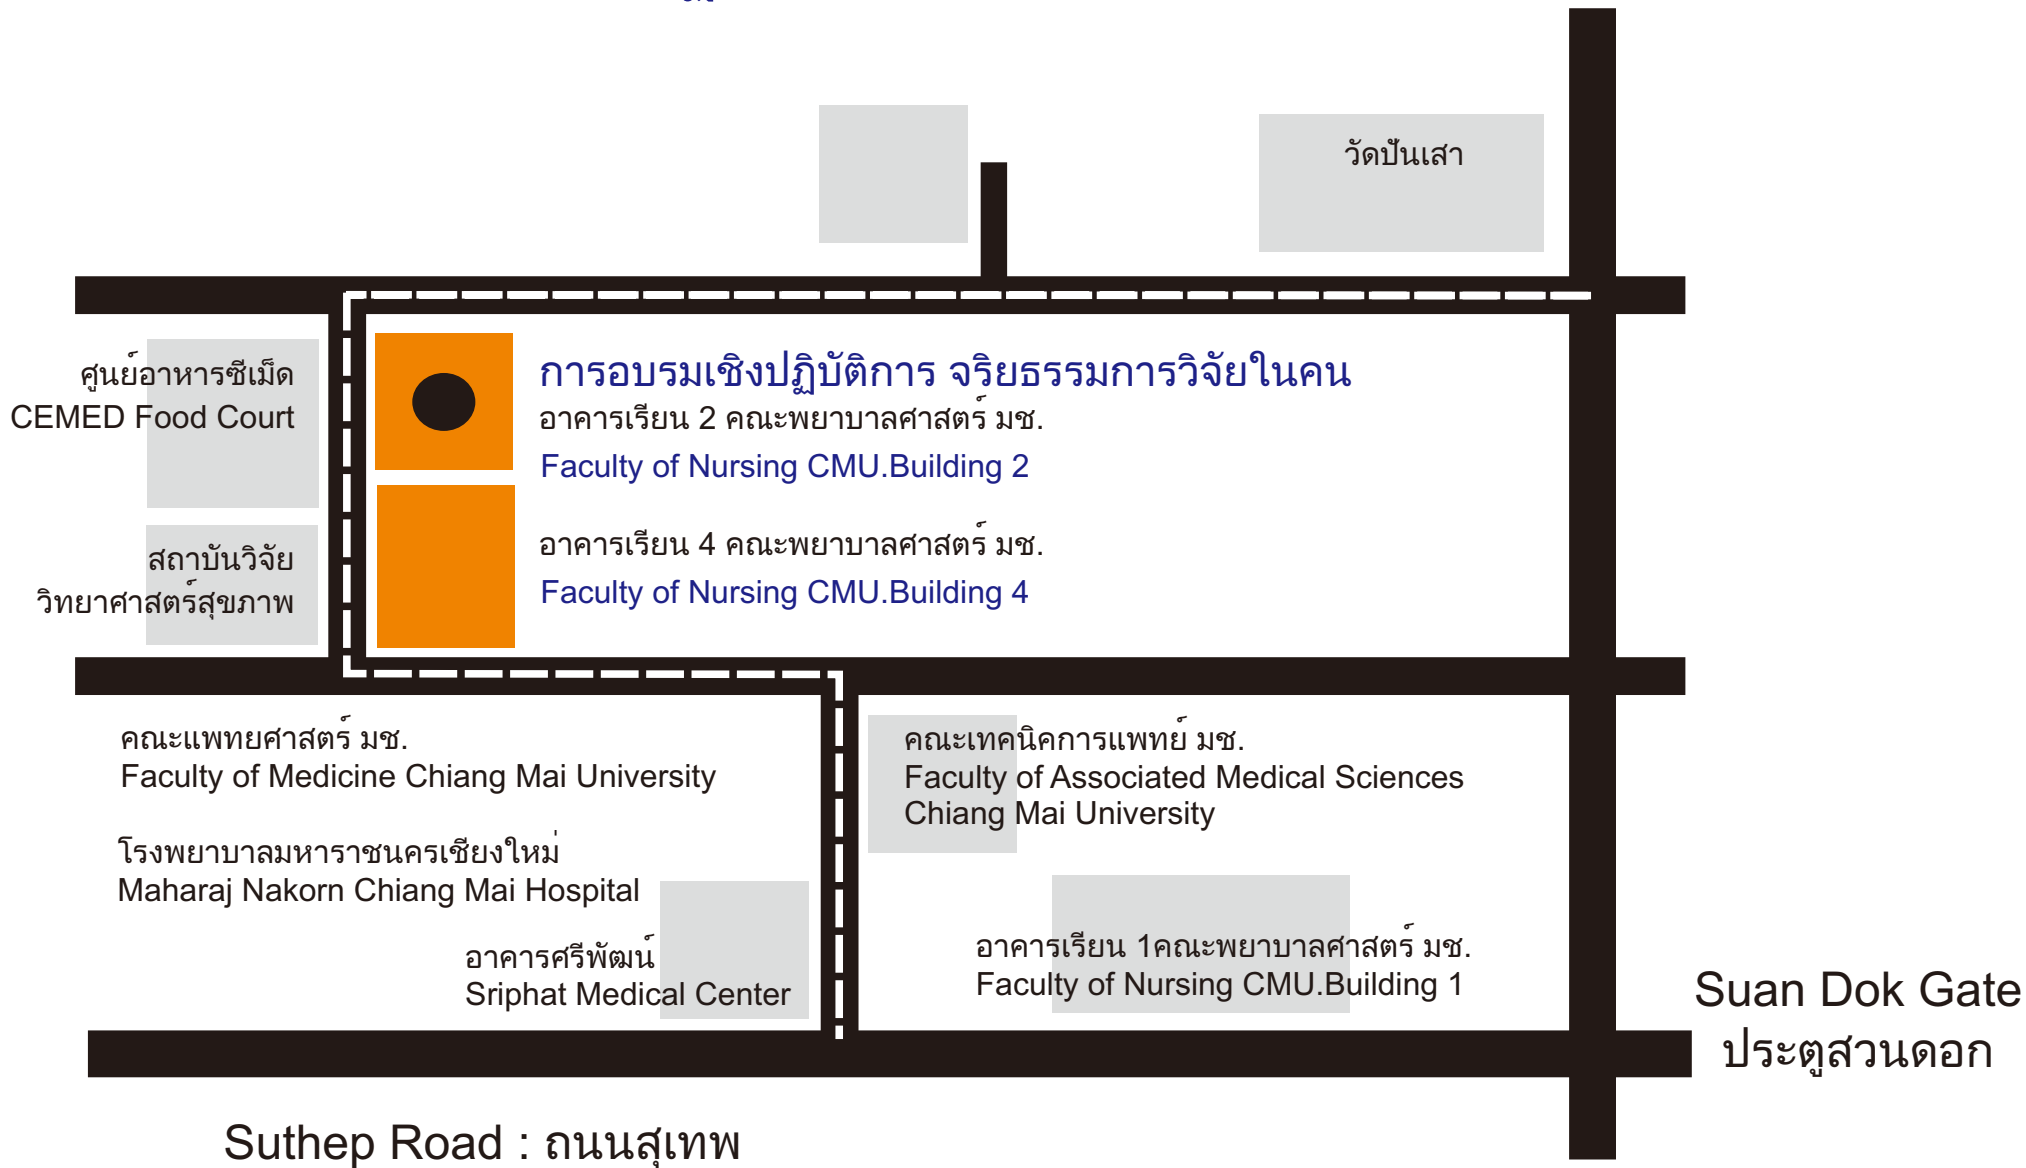 วัดปันเสา
ศูนย์อาหารซีเม็ด
CEMED Food Court
การอบรมเชิงปฏิบัติการ จริยธรรมการวิจัยในคน
อาคารเรียน 2 คณะพยาบาลศาสตร์ มช.
Faculty of Nursing CMU.Building 2
สถาบันวิจัย
วิทยาศาสตร์สุขภาพ
อาคารเรียน 4 คณะพยาบาลศาสตร์ มช.
Faculty of Nursing CMU.Building 4
คณะแพทยศาสตร์ มช.
Faculty of Medicine Chiang Mai University
คณะเทคนิคการแพทย์ มช.
Faculty of Associated Medical Sciences
Chiang Mai University
โรงพยาบาลมหาราชนครเชียงใหม่
Maharaj Nakorn Chiang Mai Hospital
อาคารศรีพัฒน์
Sriphat Medical Center
อาคารเรียน 1คณะพยาบาลศาสตร์ มช.
Faculty of Nursing CMU.Building 1
Suan Dok Gate
ประตูสวนดอก
Suthep Road : ถนนสุเทพ